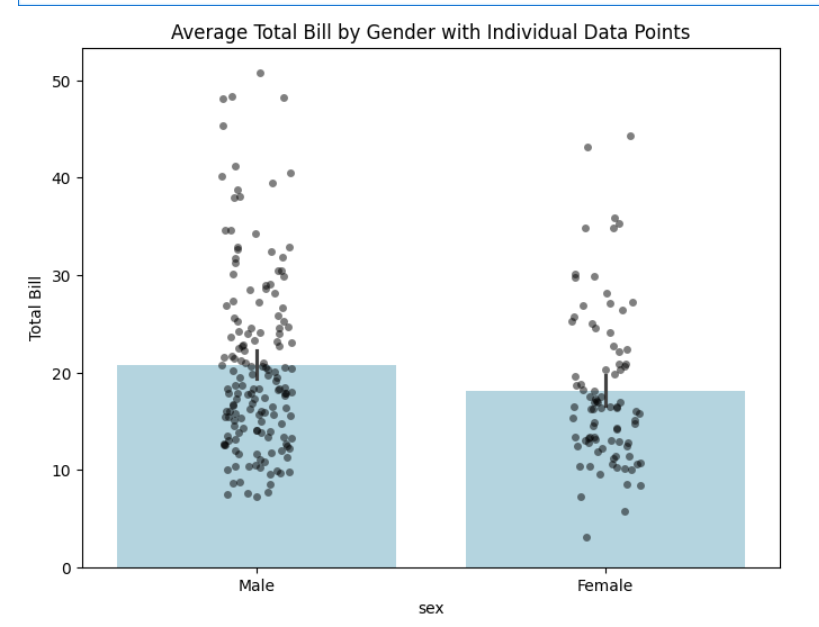 Average Total Bill by Gender with Individual Data Points
50
40
30
20
10
0
Total Bill
Male
Female
sex